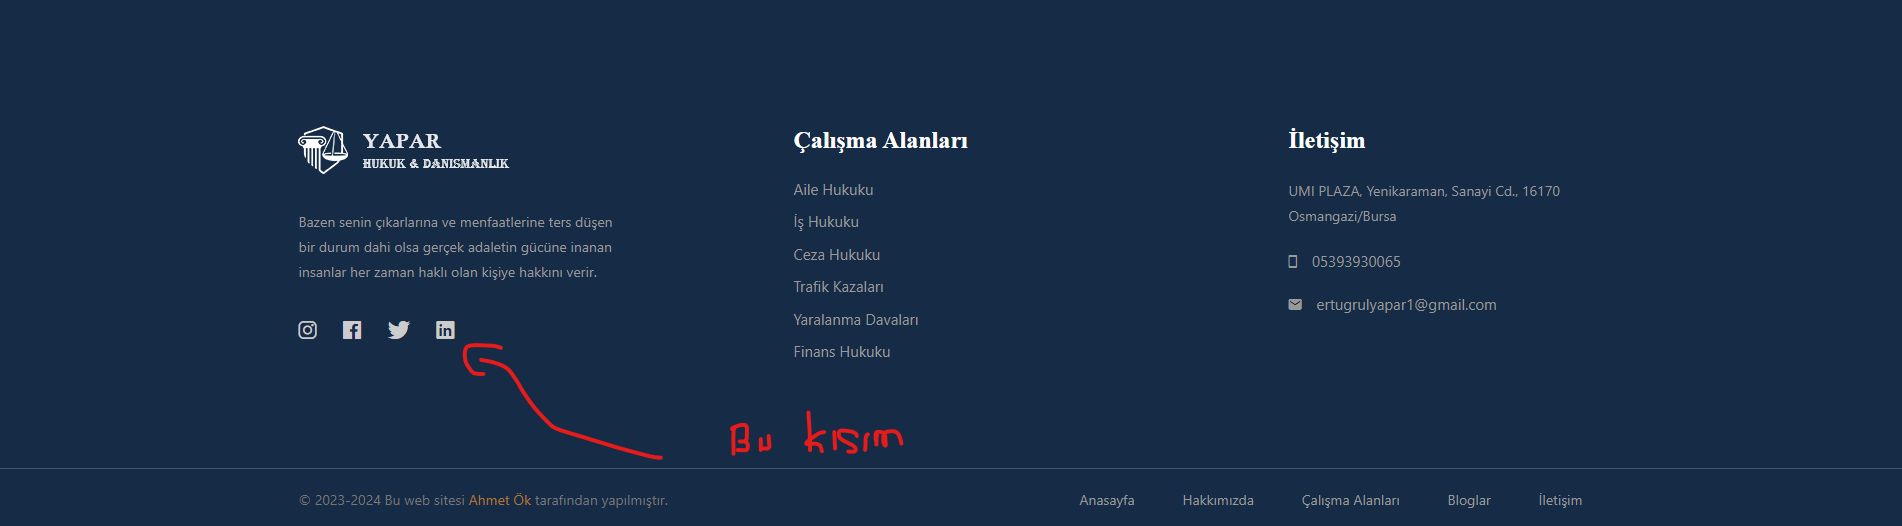 YAPAR
HUKUK & DANISMANLIK
Bazen senin çıkarlarına ve menfaatlerine ters düşen
bir durum dahi olsa gerçek adaletin gücüne inanan
insanlar her zaman haklı olan kişiye hakkını verir.
Çalışma Alanları
Aile Hukuku
İş Hukuku
Ceza Hukuku
Trafik Kazaları
Yaralanma Davaları
Finans Hukuku
İletişim
UMI PLAZA, Yenikaraman, Sanayi Cd., 16170
Osmangazi/Bursa
05393930065
ertugrulyapar1@gmail.com
Bu kısım
© 2023-2024 Bu web sitesi Ahmet Ök tarafından yapılmıştır.
Anasayfa Hakkımızda Çalışma Alanları Bloglar İletişim